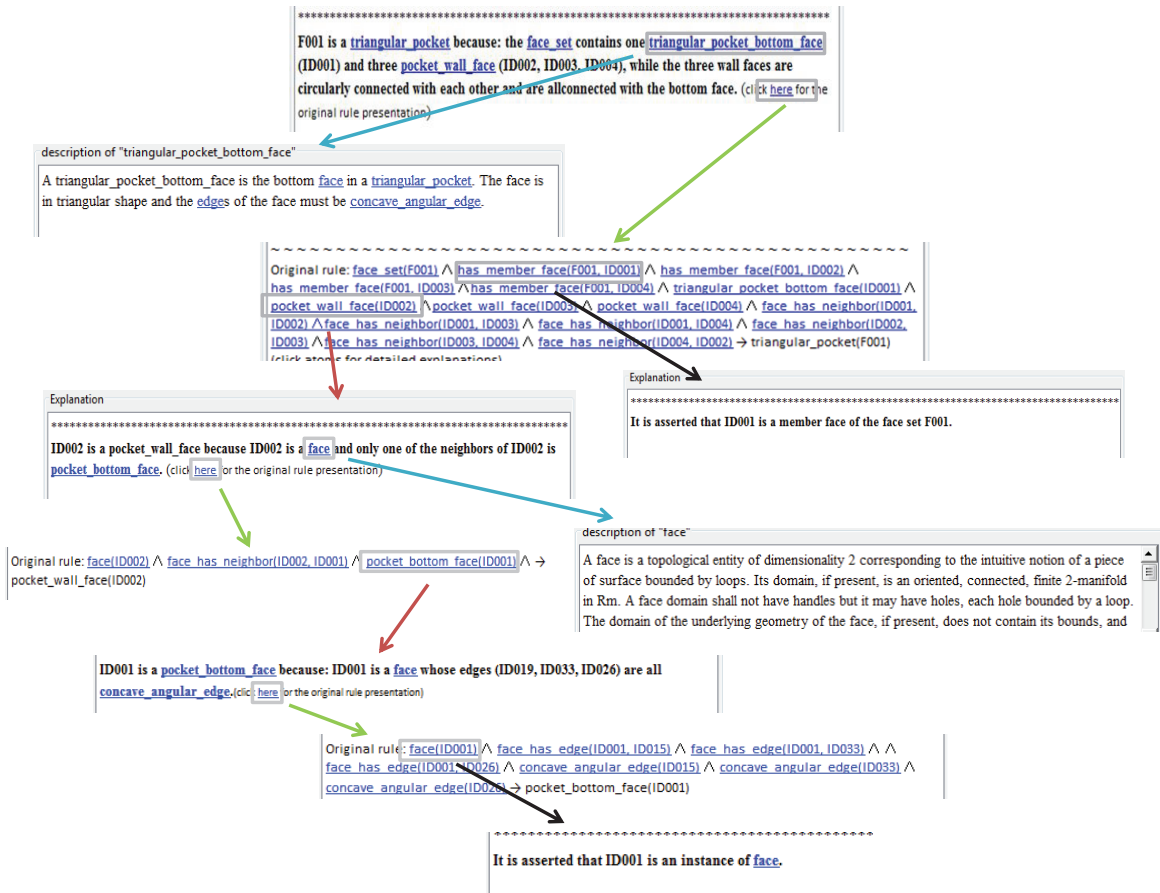 ******************************************************************************
F001 is a triangular_pocket because: the face_set contains one triangular_pocket_bottom_face
(ID001) and three pocket_wall_face (ID002, ID003, ID004), while the three wall faces are
circularly connected with each other and are allconnected with the bottom face. (click here for the
original rule presentation)
description of "triangular_pocket_bottom_face"
A triangular_pocket_bottom_face is the bottom face in a triangular_pocket. The face is
in triangular shape and the edges of the face must be concave_angular_edge.
~ ~ ~ ~ ~ ~ ~ ~ ~ ~ ~ ~ ~ ~ ~ ~ ~ ~ ~ ~ ~ ~ ~ ~ ~ ~ ~ ~ ~ ~ ~ ~ ~ ~ ~ ~ ~ ~ ~ ~ ~ ~ ~ ~ ~ ~ ~ ~ ~
Original rule: face_set(F001) ∧ has_member_face(F001, ID001) ∧ has_member_face(F001, ID002) ∧
has_member_face(F001, ID003) ∧ has_member_face(F001, ID004) ∧ triangular_pocket_bottom_face(ID001) ∧
pocket_wall_face(ID002) ∧ pocket_wall_face(ID003) ∧ pocket_wall_face(ID004) ∧ face_has_neighbor(ID001,
ID002) ∧ face_has_neighbor(ID001, ID003) ∧ face_has_neighbor(ID001, ID004) ∧ face_has_neighbor(ID002,
ID003) ∧ face_has_neighbor(ID003, ID004) ∧ face_has_neighbor(ID004, ID002) → triangular_pocket(F001)
(click atoms for detailed explanations)
Explanation
******************************************************************************
It is asserted that ID001 is a member face of the face set F001.
Explanation
******************************************************************************
ID002 is a pocket_wall_face because ID002 is a face and only one of the neighbors of ID002 is
pocket_bottom_face. (click here for the original rule presentation)
description of "face"
A face is a topological entity of dimensionality 2 corresponding to the intuitive notion of a piece
of surface bounded by loops. Its domain, if present, is an oriented, connected, finite 2-manifold
in Rm. A face domain shall not have handles but it may have holes, each hole bounded by a loop.
The domain of the underlying geometry of the face, if present, does not contain its bounds, and
Original rule: face(ID002) ∧ face_has_neighbor(ID002, ID001) ∧ pocket_bottom_face(ID001) ∧ →
pocket_wall_face(ID002)
ID001 is a pocket_bottom_face because: ID001 is a face whose edges (ID019, ID033, ID026) are all
concave_angular_edge.(click here for the original rule presentation)
Original rule: face(ID001) ∧ face_has_edge(ID001, ID015) ∧ face_has_edge(ID001, ID033) ∧ ∧
face_has_edge(ID001, ID026) ∧ concave_angular_edge(ID015) ∧ concave_angular_edge(ID033) ∧
concave_angular_edge(ID026) → pocket_bottom_face(ID001)
It is asserted that ID001 is an instance of face.